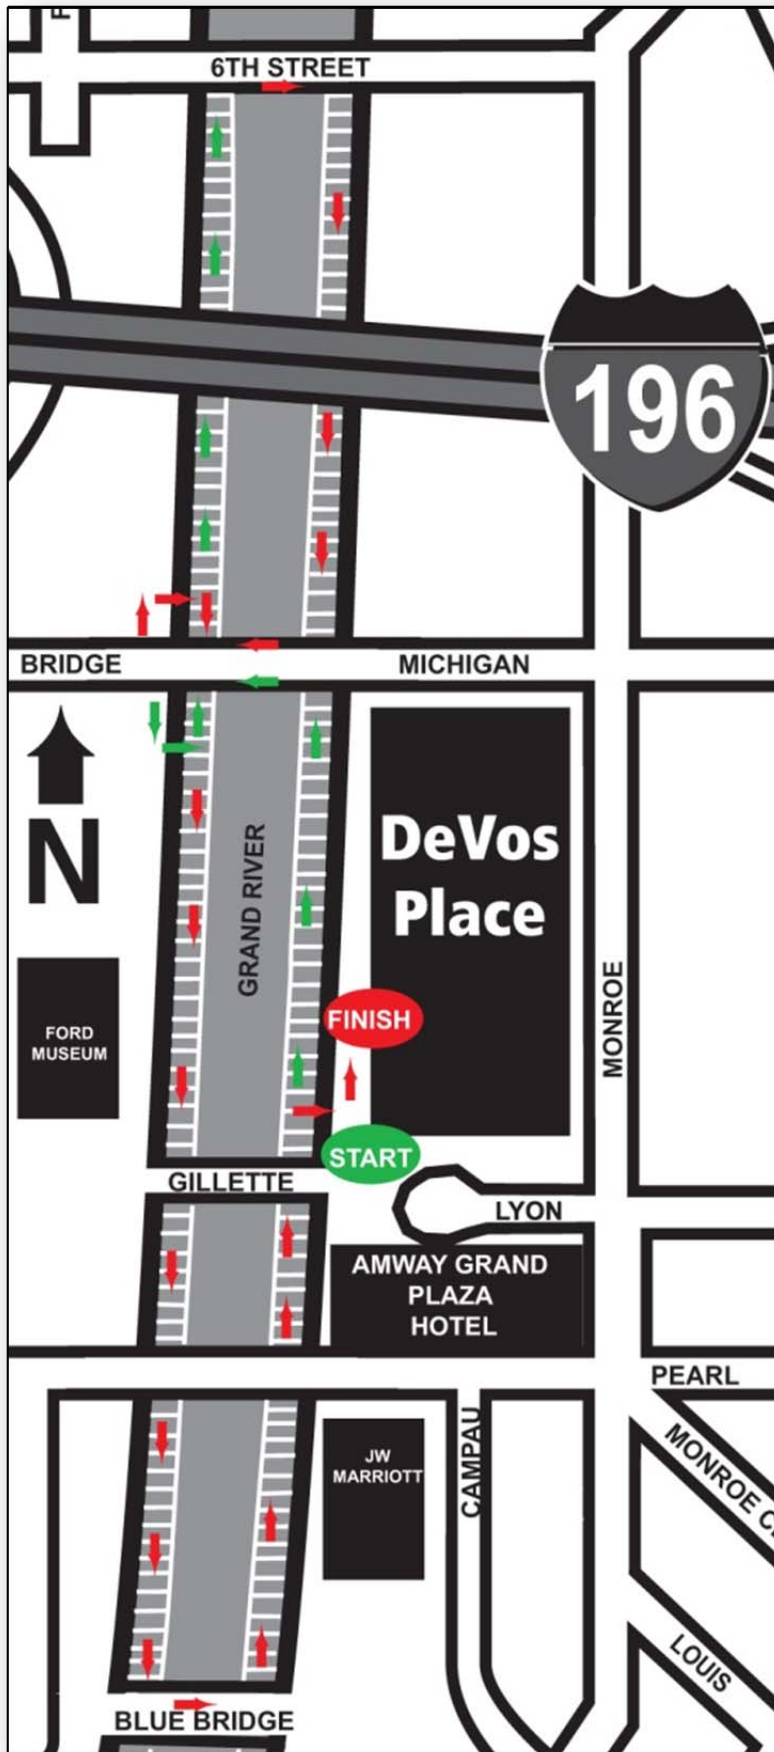 6TH STREET
196
BRIDGE
MICHIGAN
N
DeVos
Place
GRAND RIVER
FORD
MUSEUM
FINISH
MONROE
START
GILLETTE
LYON
AMWAY GRAND
PLAZA
HOTEL
PEARL
CAMPAU
JW
MARRIOTT
MONROE
LOUIS
BLUE BRIDGE